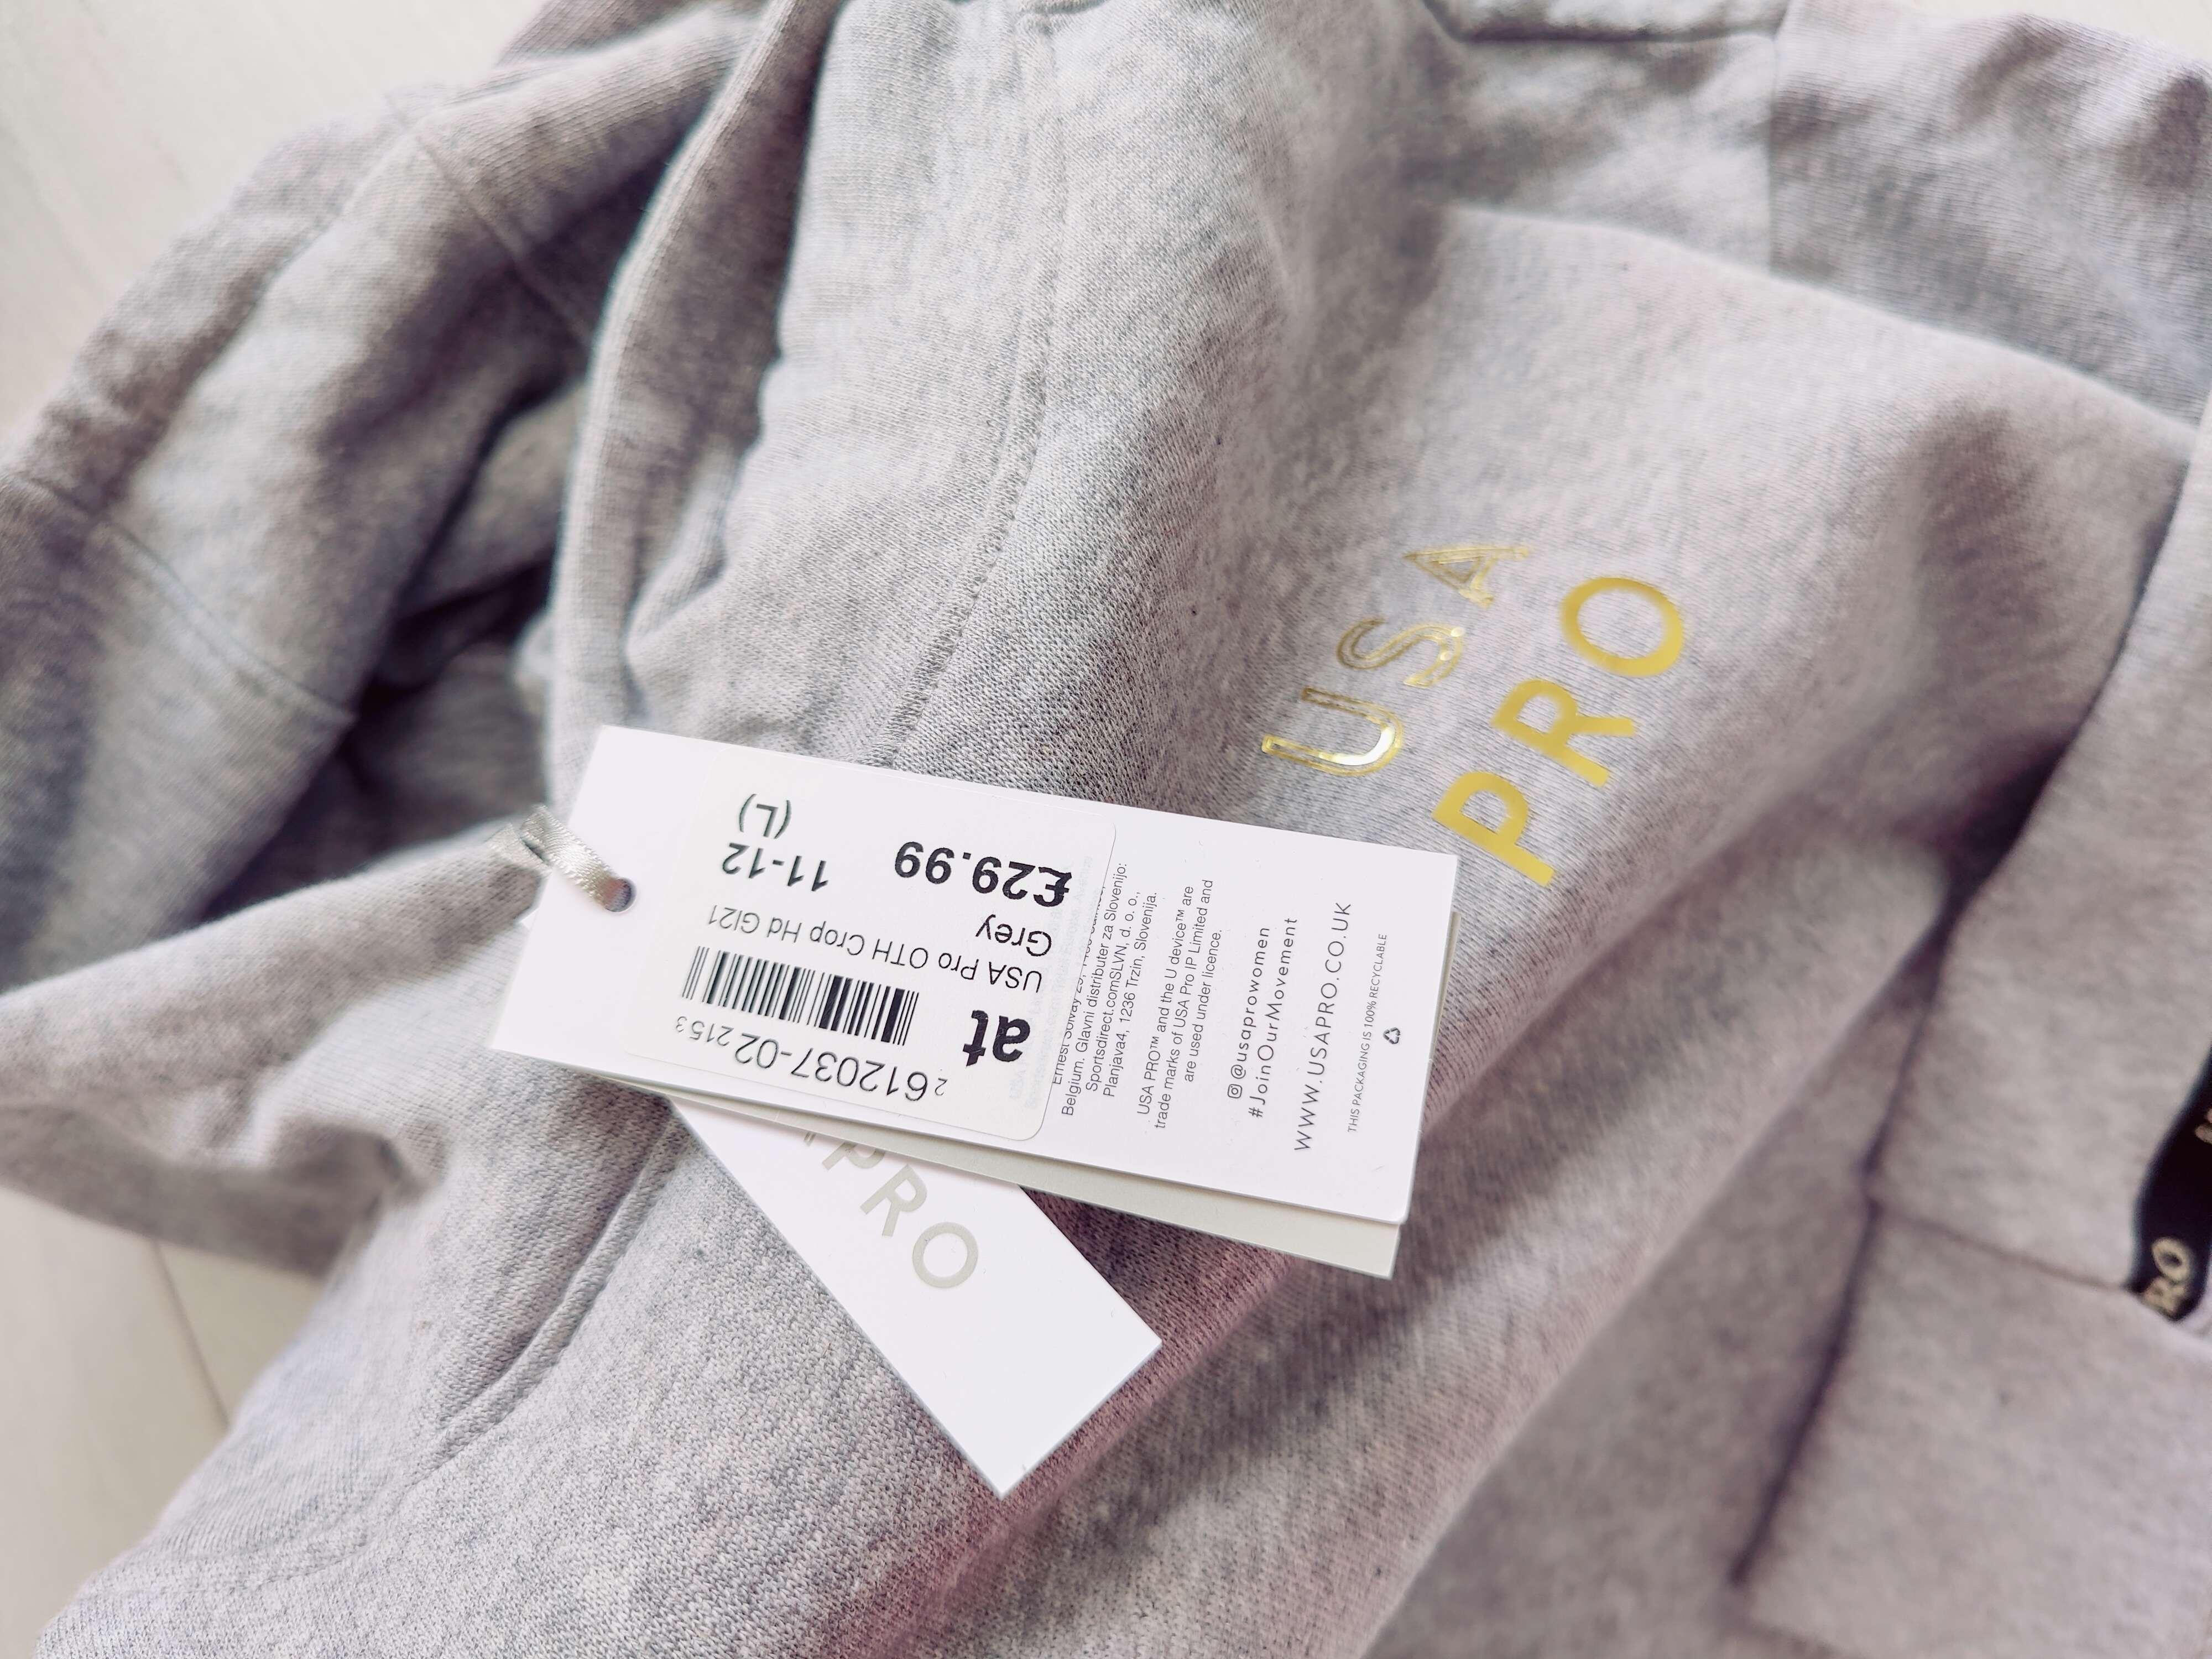 USA
PRO
£29.99
11-12
(L)
Grey
USA Pro OTH Crop Hd Gl21
at
2 612037-02 215 3
Belgium. Glavni distributer za Slovenijo:
Sportsdirect.comSLVN, d. o. o.,
Planjava4, 1236 Trzin, Slovenija.
USA PRO™ and the U device™ are
trade marks of USA Pro IP Limited and
are used under licence.
@usaprowomen
#JoinOurMovement
WWW.USAPRO.CO.UK
THIS PACKAGING IS 100% RECYCLABLE
PRO
PRO